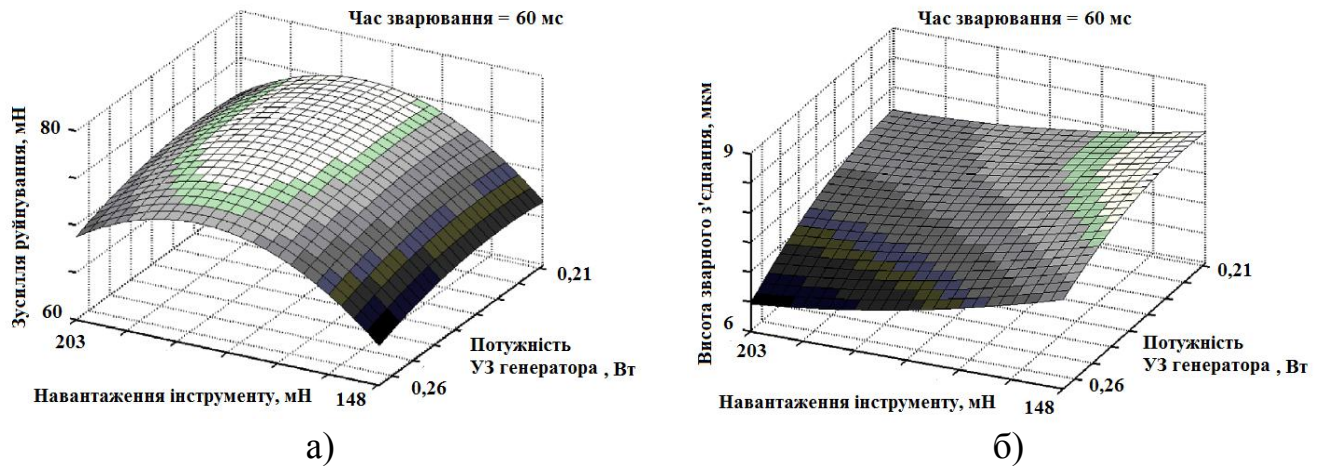 Час зварювання = 60 мс
Зусилля руйнування, мН
80
60
203
Навантаження інструменту, мН
148
0,26
Потужність
УЗ генератора , Вт
0,21
а)
Час зварювання = 60 мс
Висота зварного з'єднання, мкм
9
6
203
Навантаження інструменту, мН
148
0,26
Потужність
УЗ генератора , Вт
0,21
б)